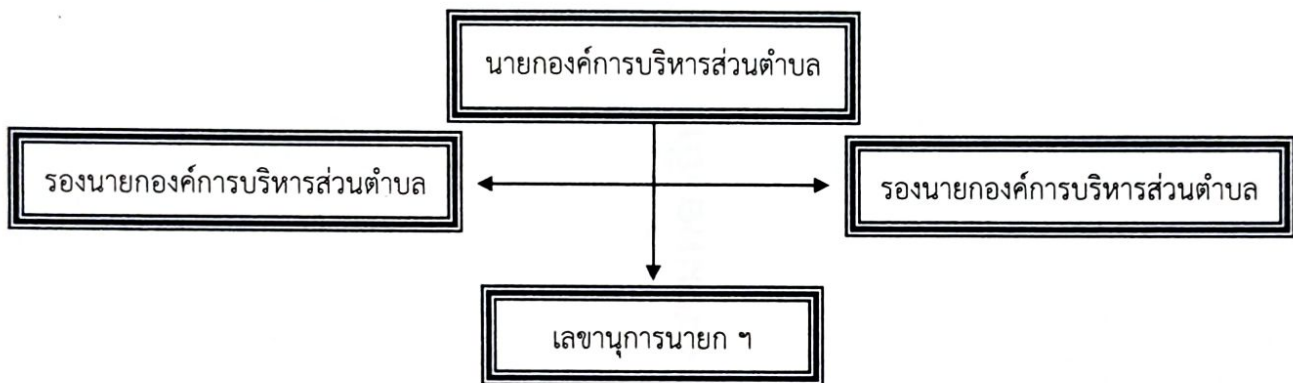 นายกองค์การบริหารส่วนตำบล
รองนายกองค์การบริหารส่วนตำบล
รองนายกองค์การบริหารส่วนตำบล
เลขานุการนายก ฯ